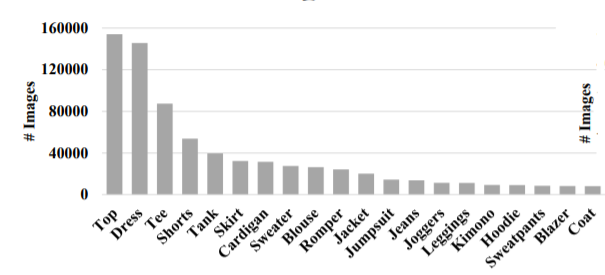 160000
120000
80000
40000
0
# Images
Top
Dress
Tee
Shorts
Tank
Skirt
Cardigan
Sweater
Blouse
Romper
Jacket
Jumpsuit
Jeans
Joggers
Leggings
Kimono
Hoodie
Sweatpants
Blazer
Coat
# Images